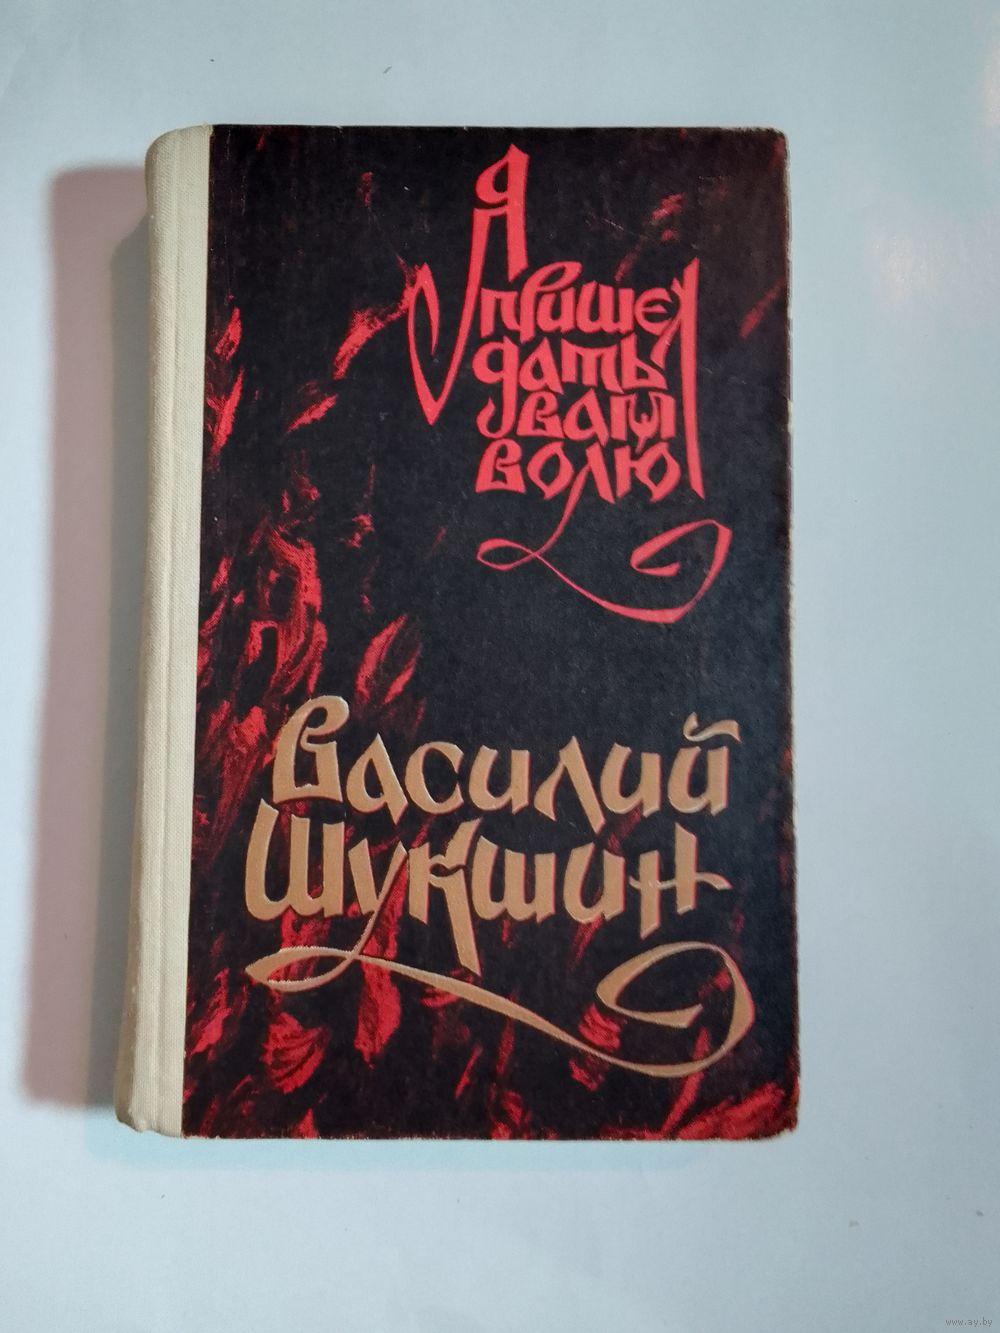 Я
пришел
дать
вам
волю
Василий
Шукшин
www.ay.by